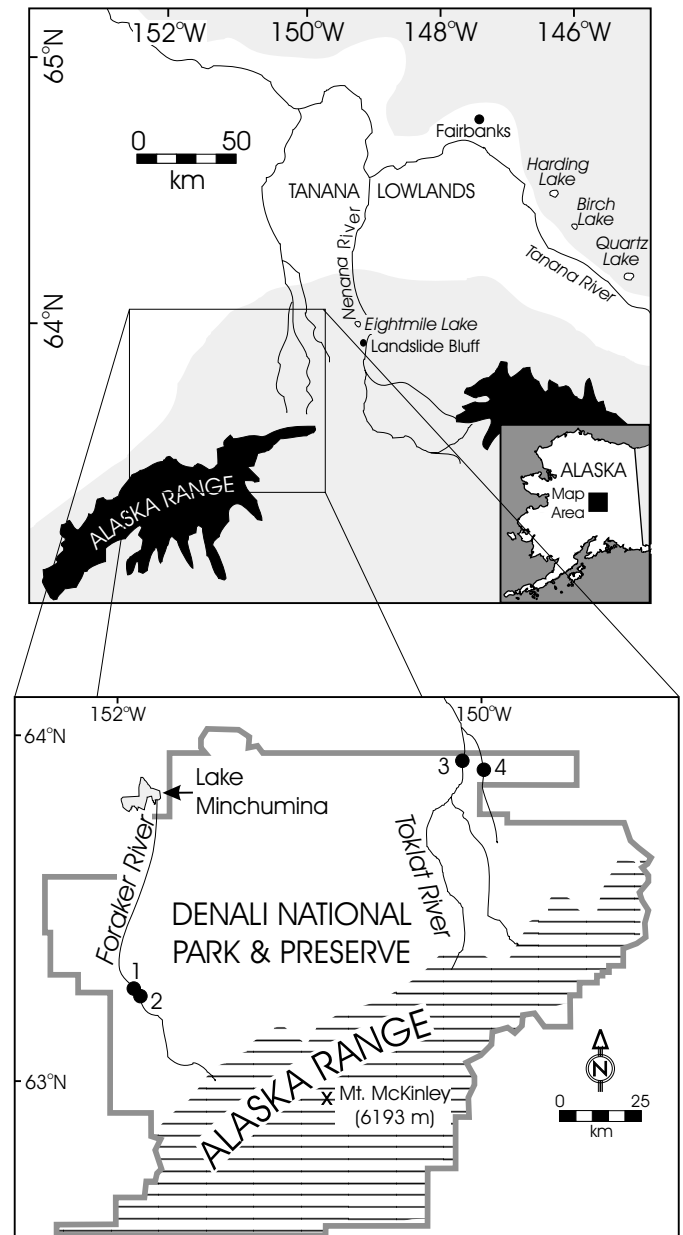 152°W
150°W
148°W
146°W
65°N
0
50
km
Fairbanks
Harding
Lake
Birch
Lake
Quartz
Lake
TANANA
LOWLANDS
Nenana River
Tanana River
64°N
Eightmile Lake
Landslide Bluff
ALASKA RANGE
ALASKA
Map
Area
152°W
150°W
64°N
3
4
Lake
Minchumina
Foraker River
Toklat River
DENALI NATIONAL
PARK & PRESERVE
1
2
ALASKA RANGE
63°N
x
Mt. McKinley
(6193 m)
N
0
25
km